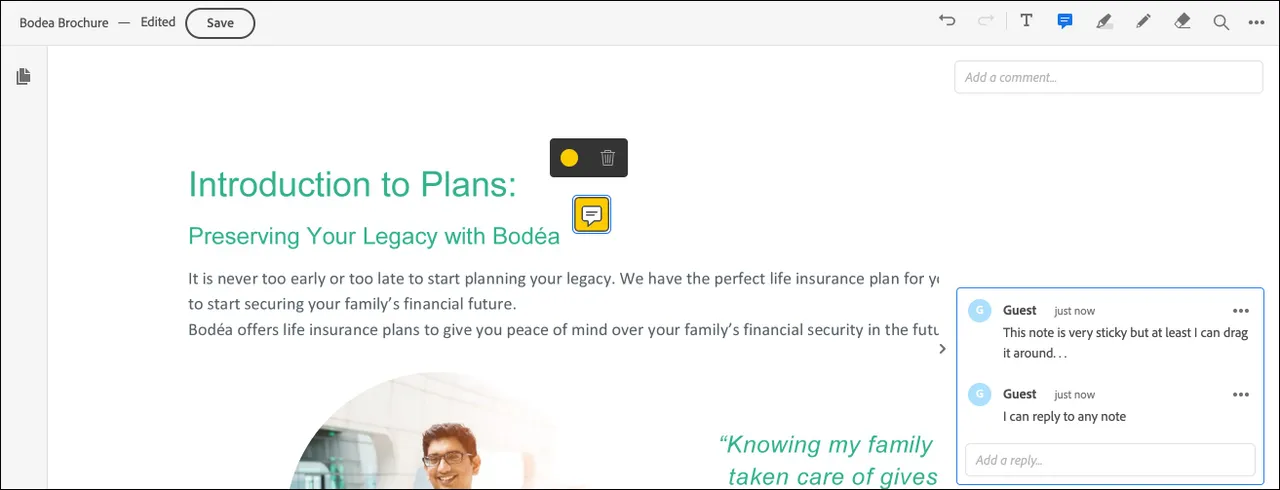 Bodea Brochure — Edited Save
T
Add a comment...
Introduction to Plans:
Preserving Your Legacy with Bodéa
It is never too early or too late to start planning your legacy. We have the perfect life insurance plan for
to start securing your family’s financial future.
Bodéa offers life insurance plans to give you peace of mind over your family’s financial security in the
“Knowing my family
taken care of gives
G Guest just now
This note is very sticky but at least I can drag
it around. . .
G Guest just now
I can reply to any note
Add a reply...